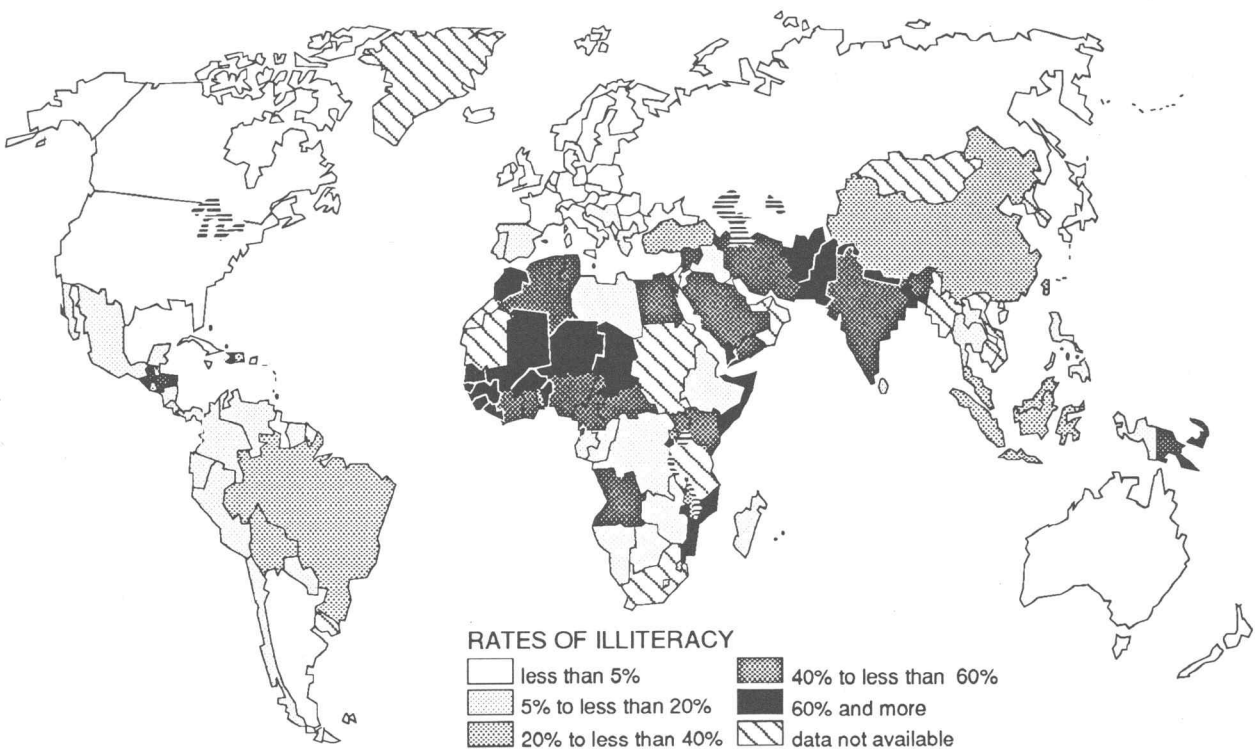 RATES OF ILLITERACY
less than 5%
5% to less than 20%
20% to less than 40%
40% to less than 60%
60% and more
data not available